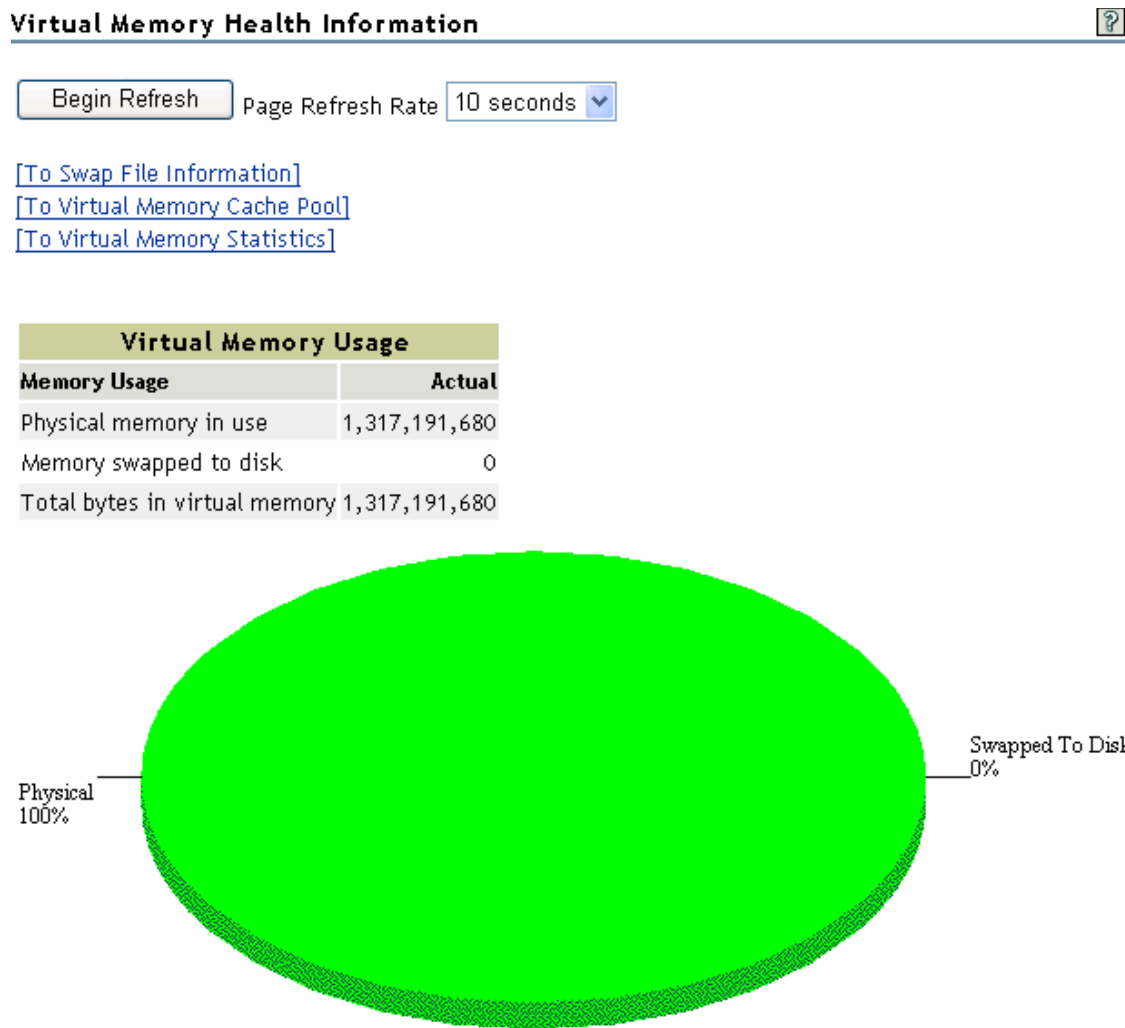 Virtual Memory Health Information ?
Begin Refresh Page Refresh Rate 10 seconds
[To Swap File Information]
[To Virtual Memory Cache Pool]
[To Virtual Memory Statistics]
Virtual Memory Usage
Memory Usage Actual
Physical memory in use 1,317,191,680
Memory swapped to disk 0
Total bytes in virtual memory 1,317,191,680
Swapped To Disk
0%
Physical
100%